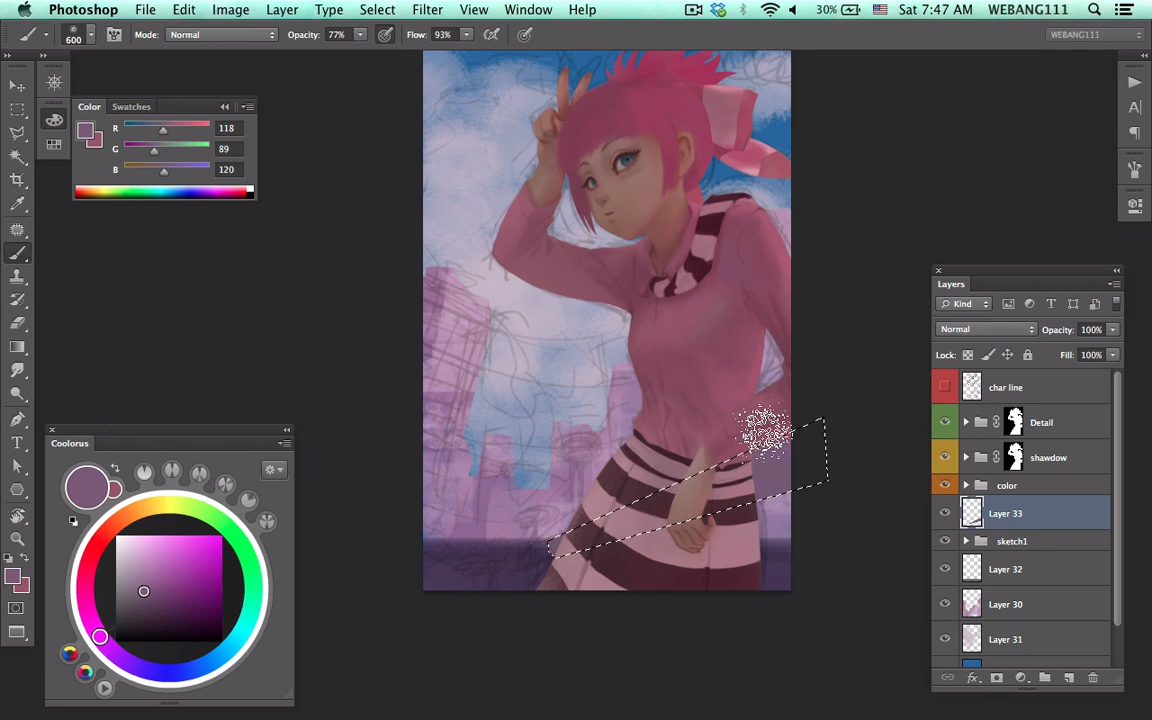 Photoshop File Edit Image Layer Type Select Filter View Window Help 30% Sat 7:47 AM WEBANG111
600 Mode: Normal Opacity: 77% Flow: 93% WEBANG111
Color Swatches
R 118
G 89
B 120
Coolorus
Layers
Kind
Normal Opacity: 100%
Lock: Fill: 100%
char line
Detail
shawdow
color
Layer 33
sketch1
Layer 32
Layer 30
Layer 31
fx